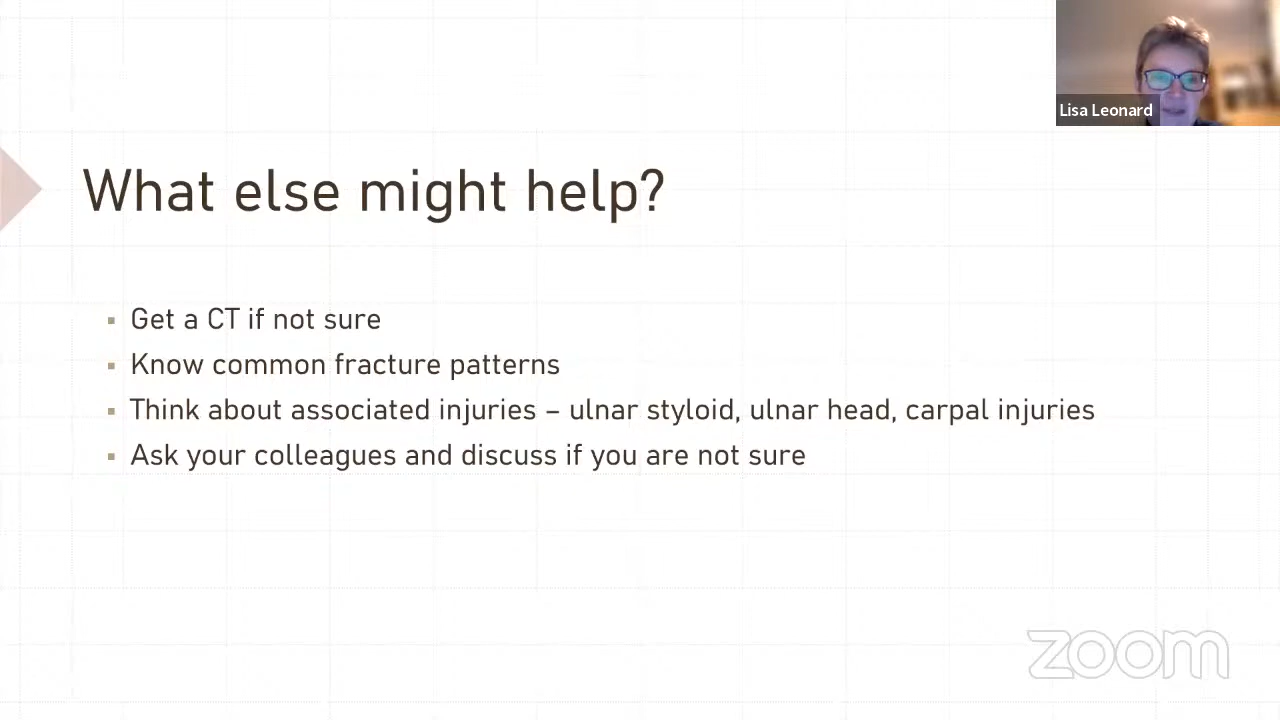 Lisa Leonard
What else might help?
▪ Get a CT if not sure
▪ Know common fracture patterns
▪ Think about associated injuries – ulnar styloid, ulnar head, carpal injuries
▪ Ask your colleagues and discuss if you are not sure
zoom